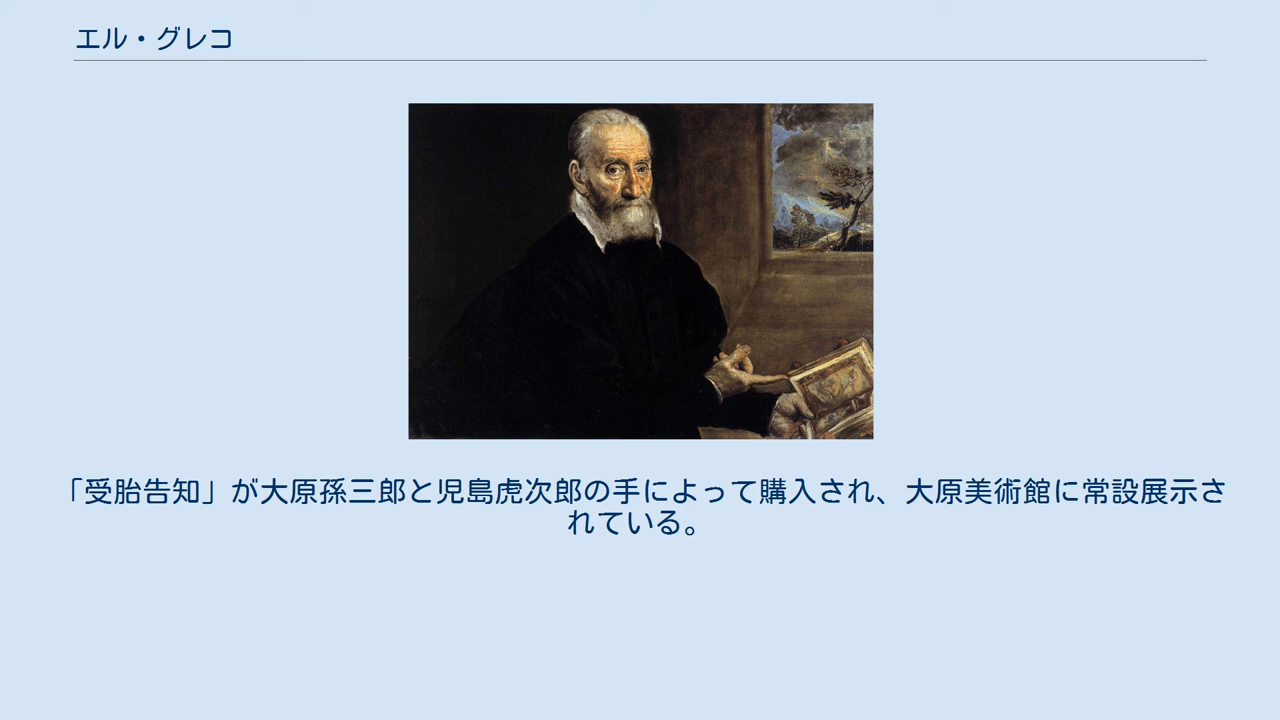 エル・グレコ
「受胎告知」が大原孫三郎と児島虎次郎の手によって購入され、大原美術館に常設展示さ
れている。